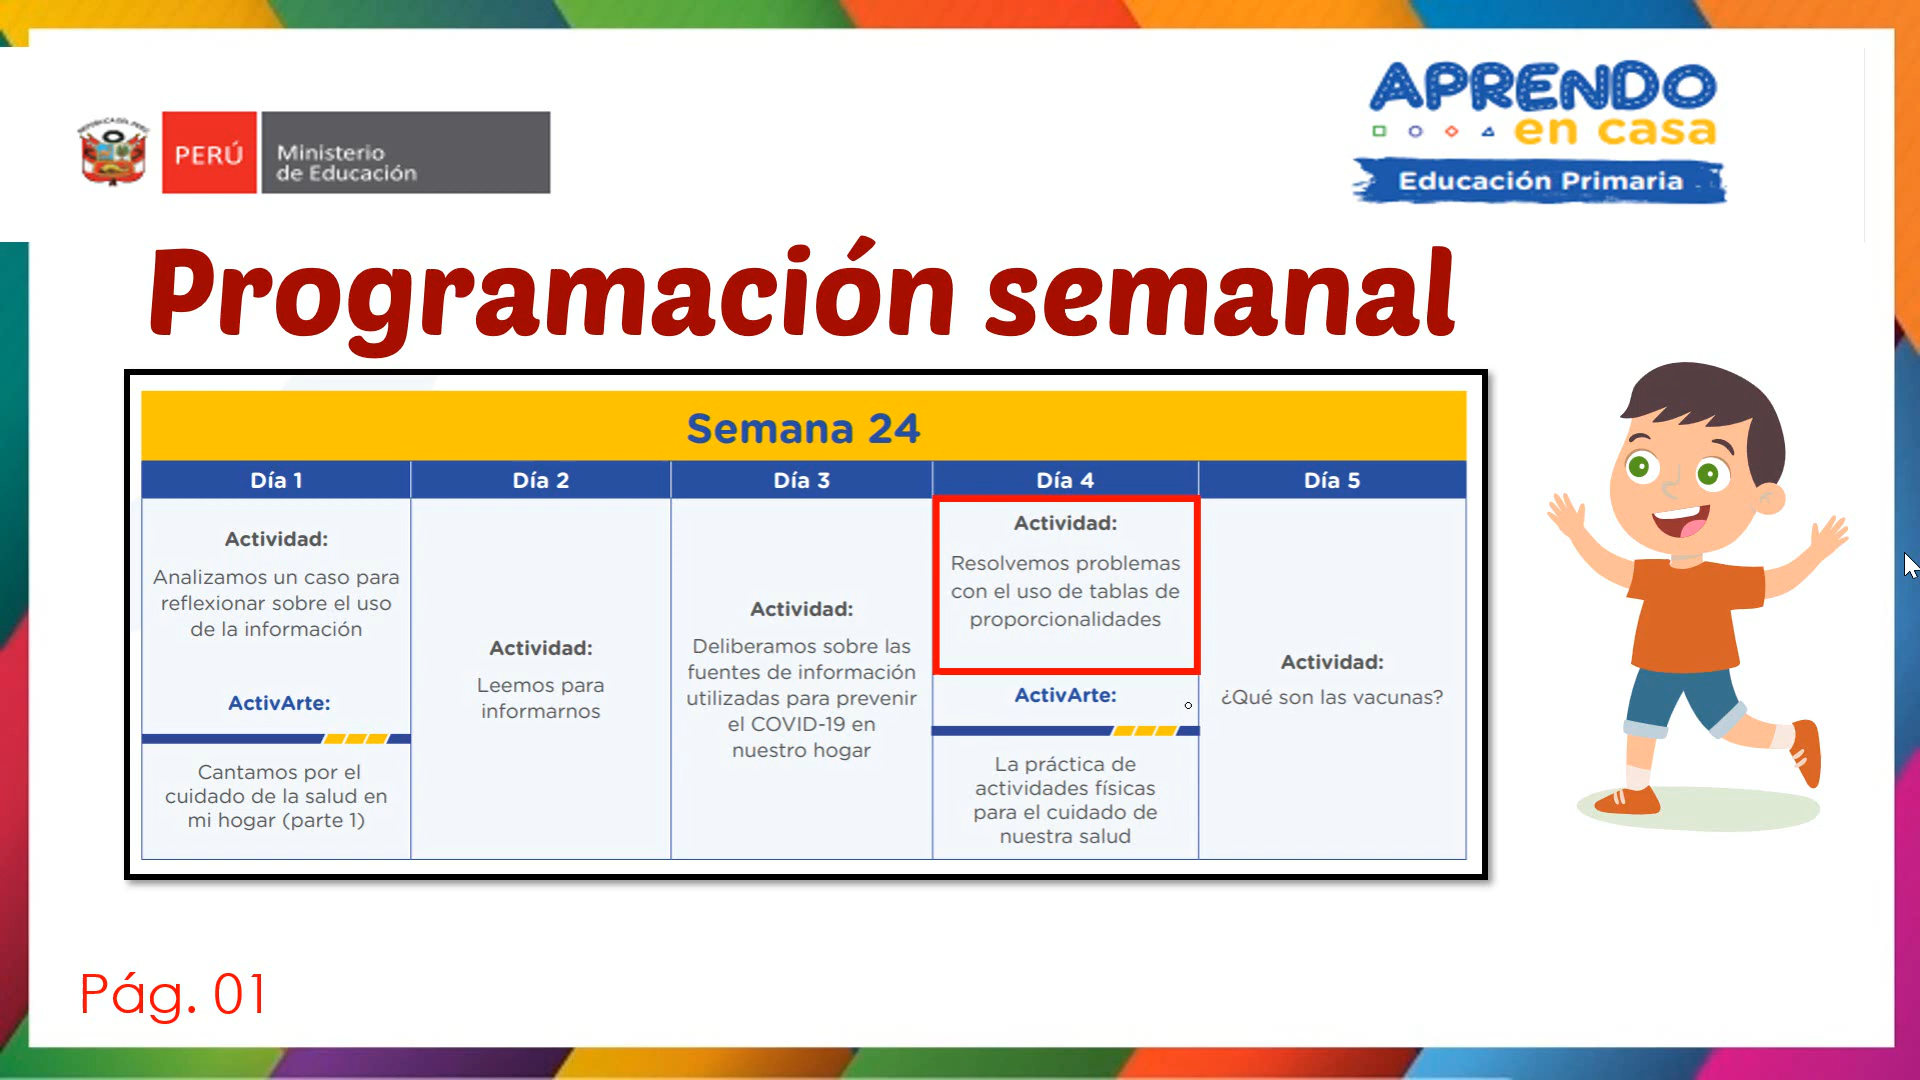 REPÚBLICA DEL PERÚ
PERÚ
Ministerio
de Educación
APRENDO
en casa
Educación Primaria
Programación semanal
Semana 24
Día 1
Día 2
Día 3
Día 4
Día 5
Actividad:
Analizamos un caso para
reflexionar sobre el uso
de la información
ActivArte:
Cantamos por el
cuidado de la salud en
mi hogar (parte 1)
Actividad:
Leemos para
informarnos
Actividad:
Deliberamos sobre las
fuentes de información
utilizadas para prevenir
el COVID-19 en
nuestro hogar
Actividad:
Resolvemos problemas
con el uso de tablas de
proporcionalidades
ActivArte:
La práctica de
actividades físicas
para el cuidado de
nuestra salud
Actividad:
¿Qué son las vacunas?
Pág. 01